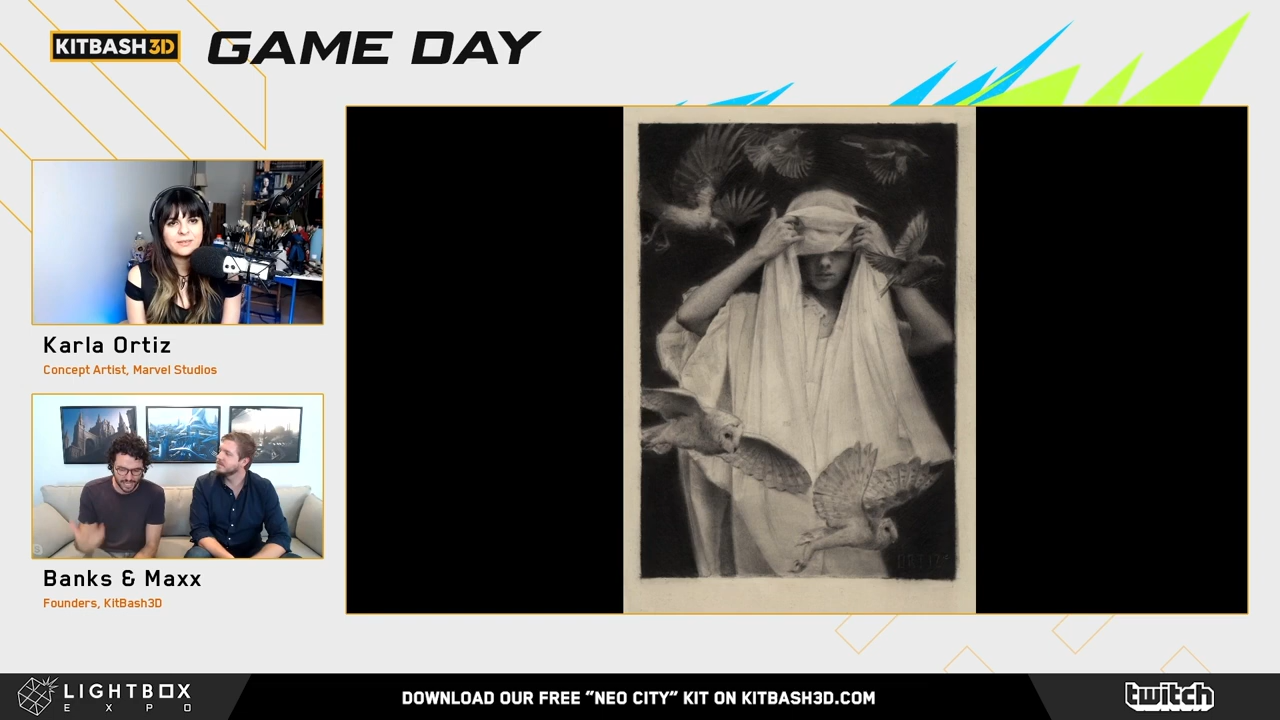 KITBASH3D GAME DAY
Karla Ortiz
Concept Artist, Marvel Studios
Banks & Maxx
Founders, KitBash3D
ORTIZ
LIGHTBOX
EXPO
DOWNLOAD OUR FREE “NEO CITY” KIT ON KITBASH3D.COM
twitch